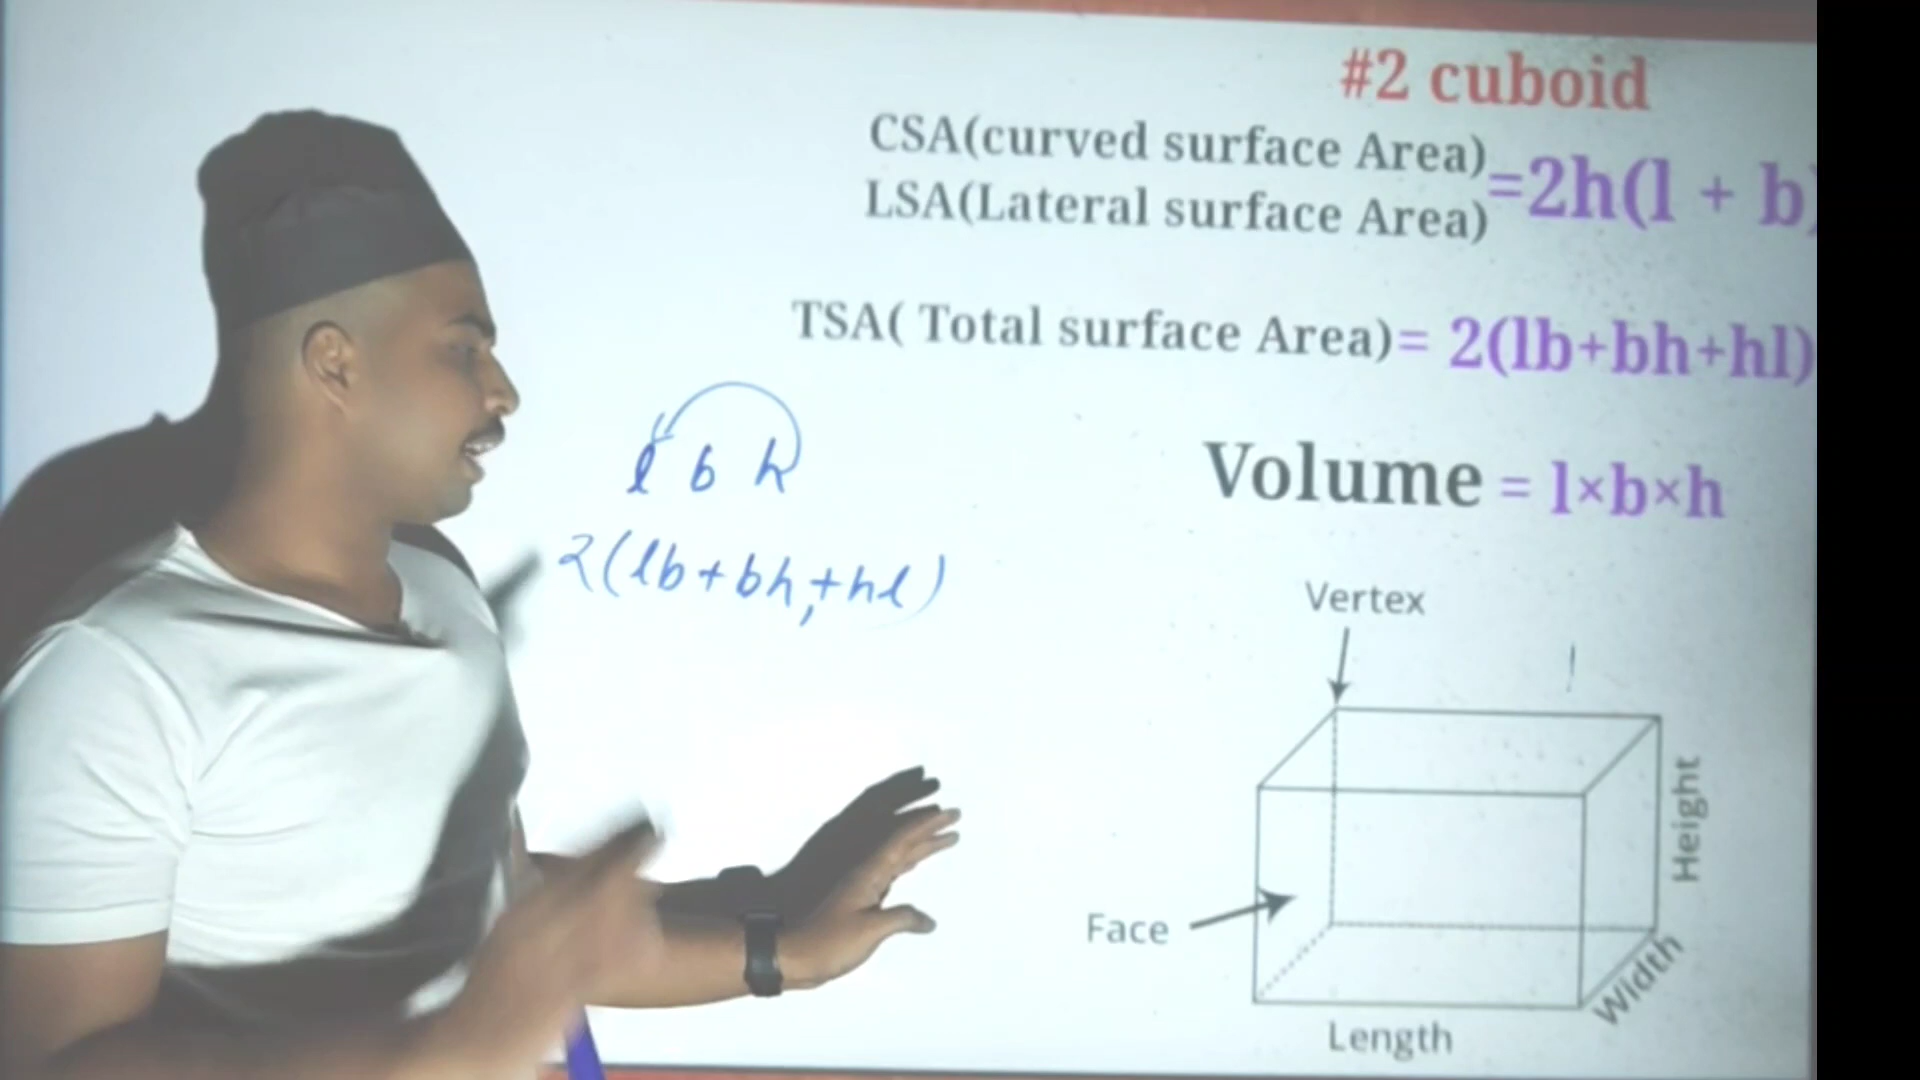 #2 cuboid
CSA(curved surface Area)
LSA(Lateral surface Area)
=2h(l + b)
TSA( Total surface Area)= 2(lb+bh+hl)
l b h
2(lb+bh,+hl)
Volume = l×b×h
Vertex
Height
Face
Width
Length